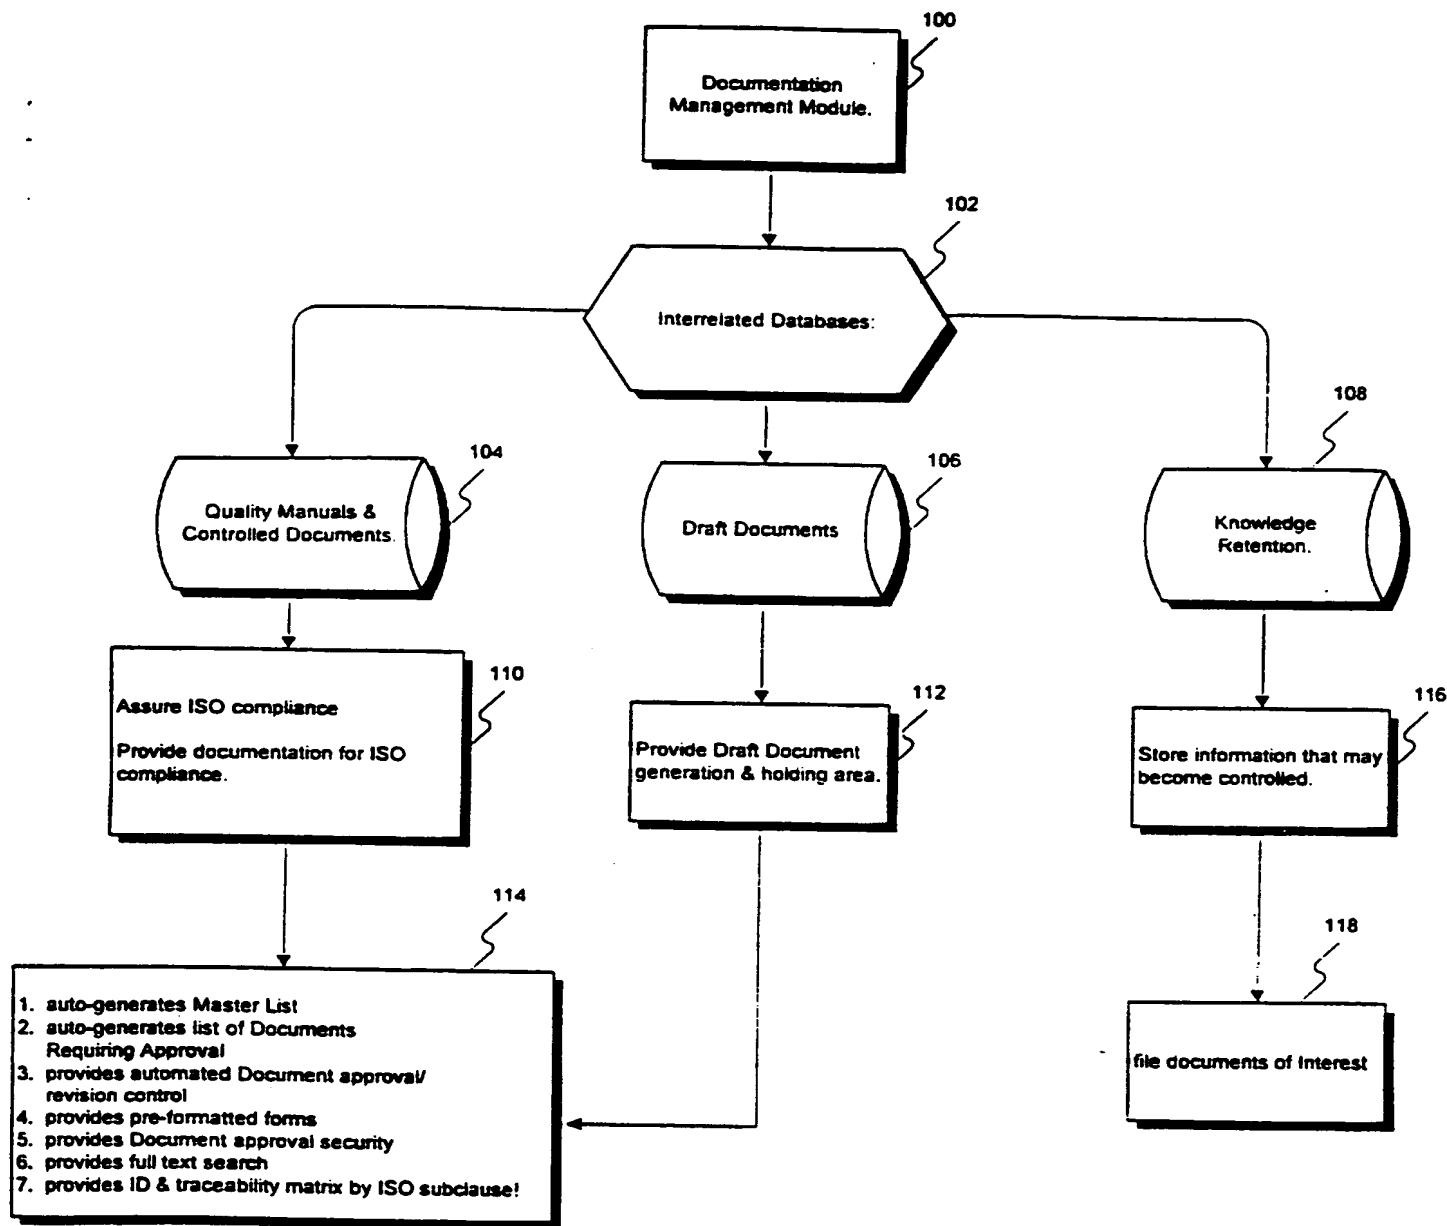 100
Documentation
Management Module.
102
Interrelated Databases:
104
Quality Manuals &
Controlled Documents.
106
Draft Documents
108
Knowledge
Retention.
110
Assure ISO compliance
Provide documentation for ISO
compliance.
112
Provide Draft Document
generation & holding area.
116
Store information that may
become controlled.
114
1. auto-generates Master List
2. auto-generates list of Documents
Requiring Approval
3. provides automated Document approval/
revision control
4. provides pre-formatted forms
5. provides Document approval security
6. provides full text search
7. provides ID & traceability matrix by ISO subclause!
118
file documents of Interest